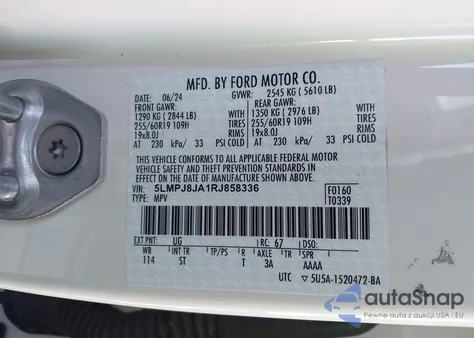 MFD. BY FORD MOTOR CO.
DATE: 06/24 GVWR: 2545 KG ( 5610 LB)
FRONT GAWR: REAR GAWR:
1290 KG ( 2844 LB) 1350 KG ( 2976 LB)
255/60R19 109H TIRES WITH 255/60R19 109H TIRES WITH
19x8.0J RIMS 19x8.0J RIMS
AT 230 kPa/ 33 PSI COLD AT 230 kPa/ 33 PSI COLD
THIS VEHICLE CONFORMS TO ALL APPLICABLE FEDERAL MOTOR
VEHICLE SAFETY, BUMPER, AND THEFT PREVENTION STANDARDS IN
EFFECT ON THE DATE OF MANUFACTURE SHOWN ABOVE.
VIN: 5LMPJ8JA1RJ858336 F0160
TYPE: MPV T0339
EXT PNT: UG RC: 67 DSO:
WB INT TR TP/PS R AXLE TR SPR
114 ST T 3A AAAA
UTC ▽5U5A-1520472-BA
autoSnap
Pewne auta z USA i EU